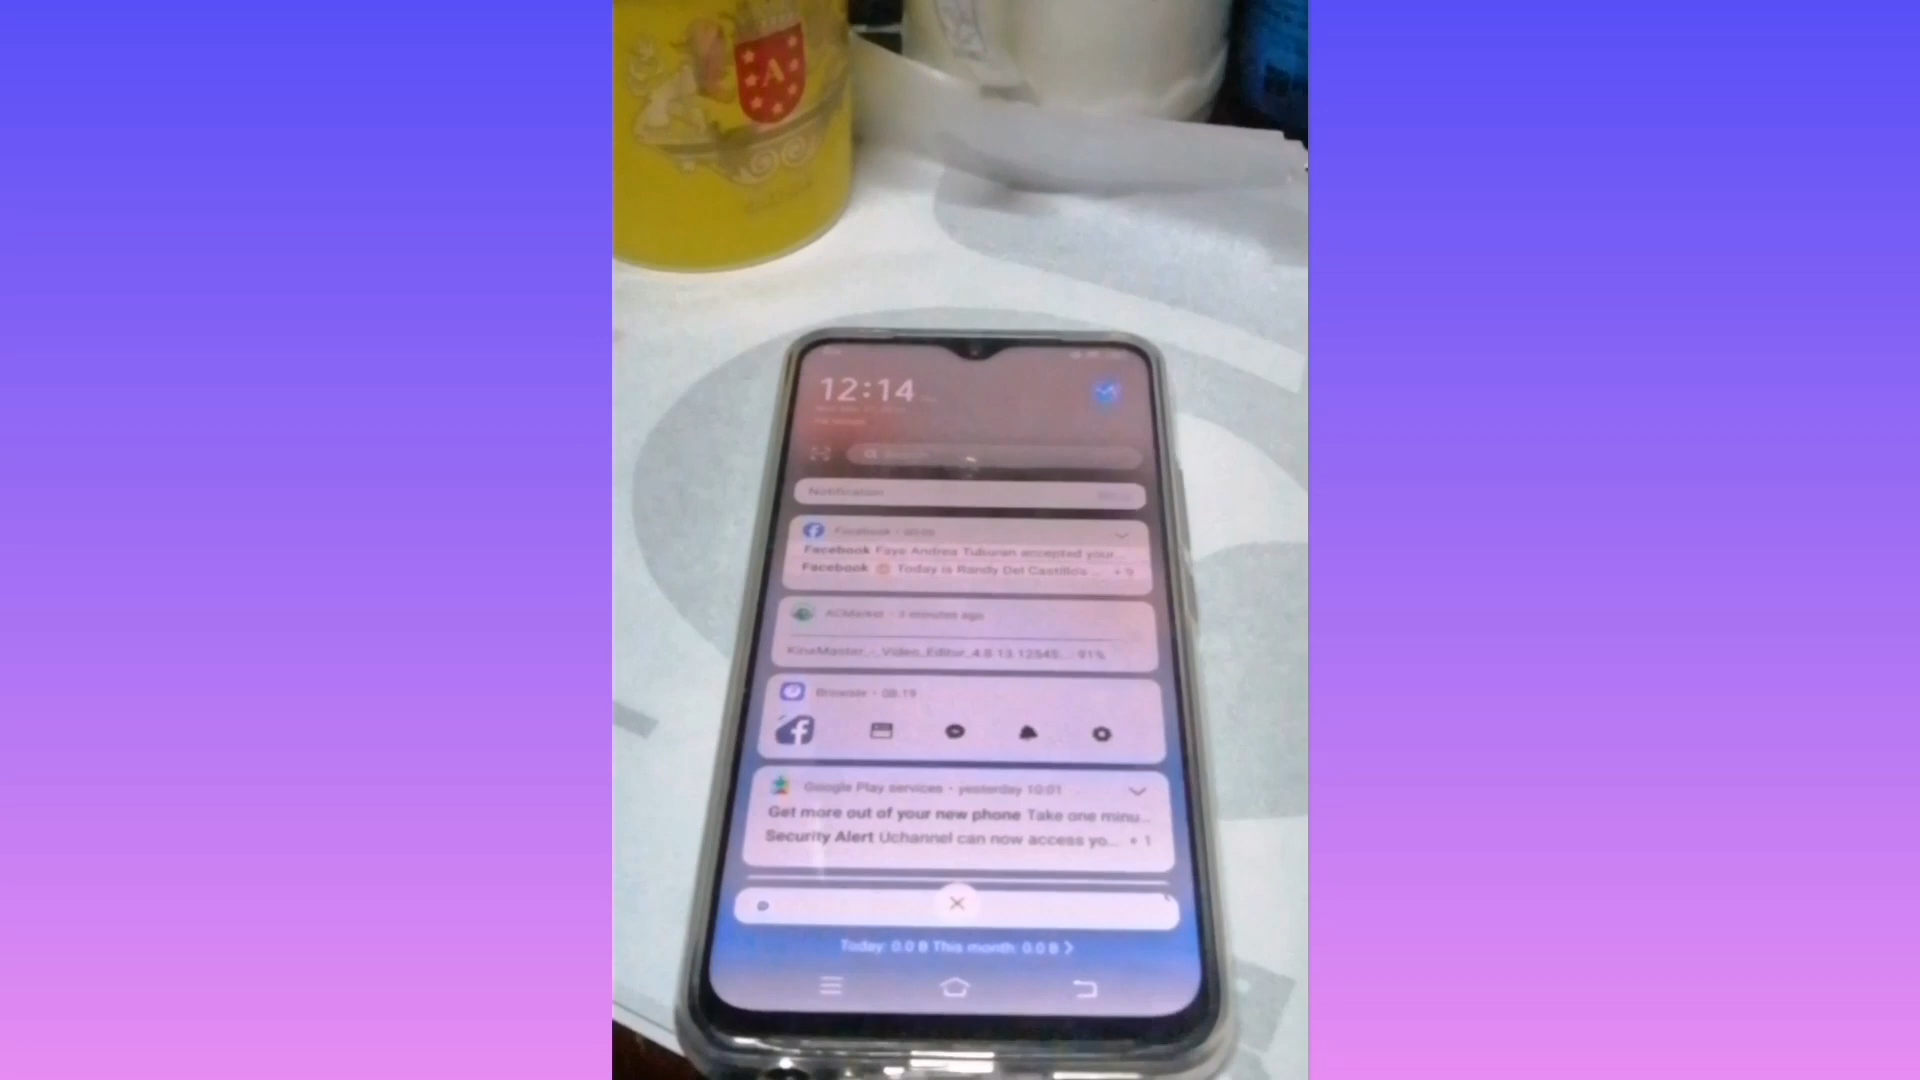 A
12:14
Search
Notification
Facebook
Facebook Faye Andrea Tuburan accepted your...
Facebook Today is Randy Del Castillo's ... + 9
ACMarket • 3 minutes ago
KineMaster_-_Video_Editor_4.8.13.12545... 91%
Browser • 08:19
Google Play services • yesterday 10:01
Get more out of your new phone Take one minu...
Security Alert Uchannel can now access yo... + 1
Today: 0.0 B This month: 0.0 B